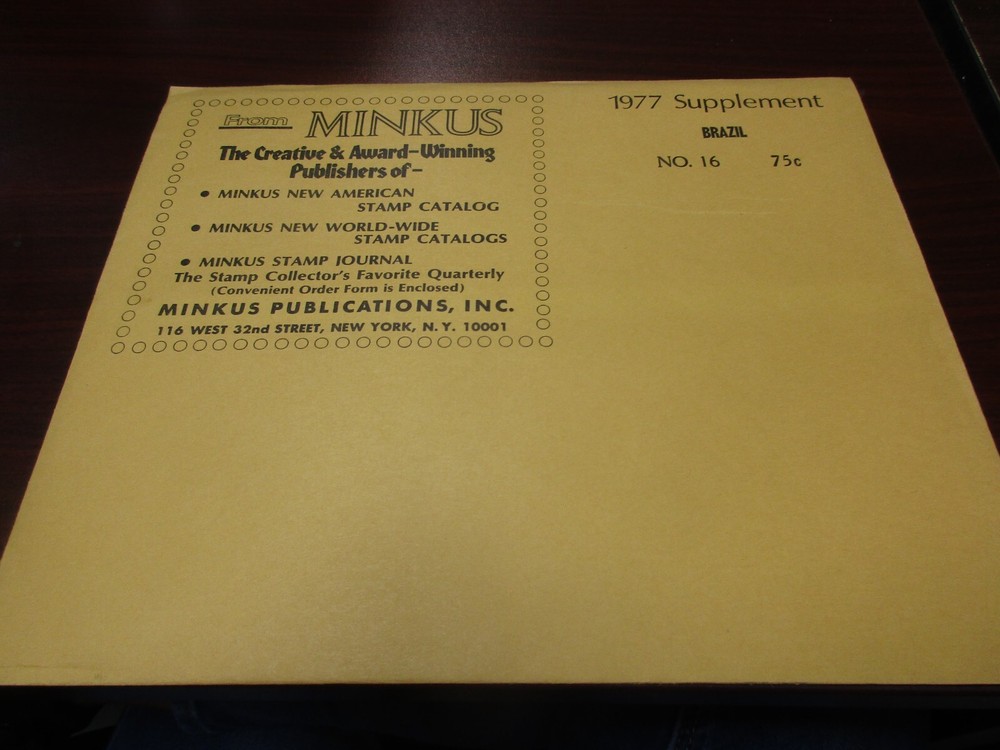 From MINKUS
The Creative & Award-Winning
Publishers of-
• MINKUS NEW AMERICAN
STAMP CATALOG
• MINKUS NEW WORLD-WIDE
STAMP CATALOGS
• MINKUS STAMP JOURNAL
The Stamp Collector's Favorite Quarterly
(Convenient Order Form is Enclosed)
MINKUS PUBLICATIONS, INC.
116 WEST 32nd STREET, NEW YORK, N.Y. 10001
1977 Supplement
BRAZIL
NO. 16 75c